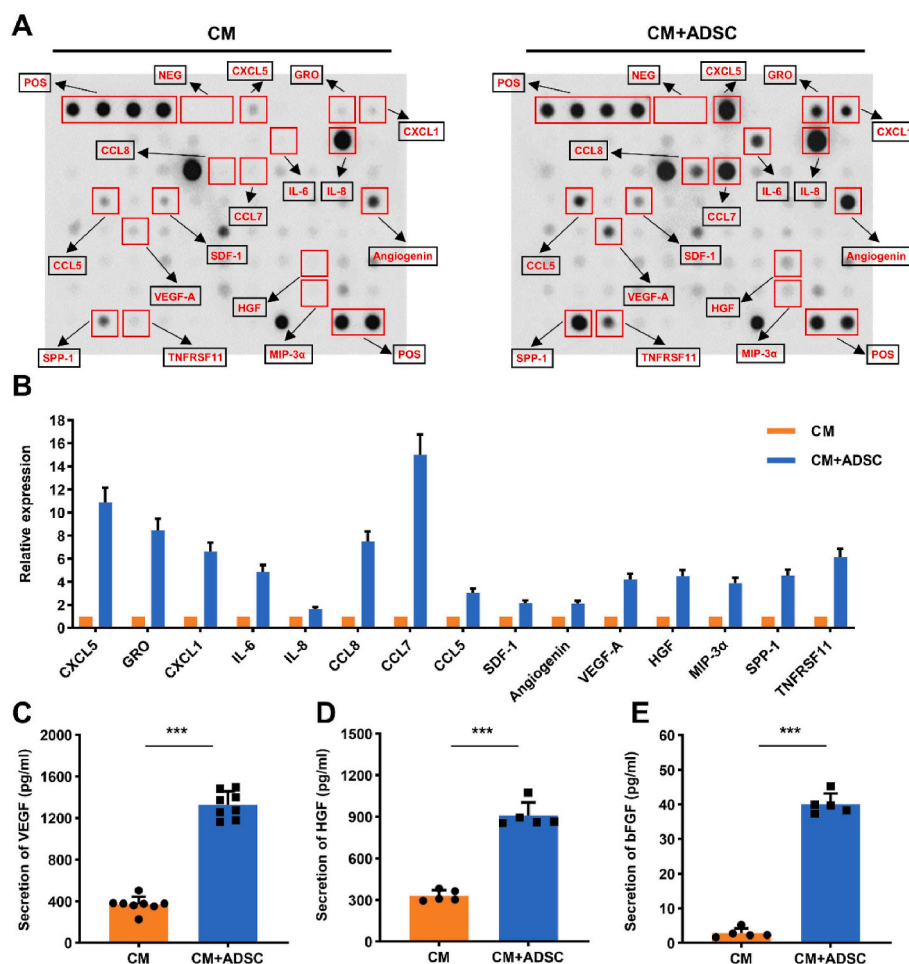 A
CM
CM+ADSC
POS
NEG
CXCL5
GRO
CXCL1
CCL8
IL-6
IL-8
CCL7
CCL5
SDF-1
Angiogenin
VEGF-A
HGF
SPP-1
TNFRSF11
MIP-3α
POS
POS
NEG
CXCL5
GRO
CXCL1
CCL8
IL-6
IL-8
CCL7
CCL5
SDF-1
Angiogenin
VEGF-A
HGF
SPP-1
TNFRSF11
MIP-3α
POS
B
Relative expression
18
16
14
12
10
8
6
4
2
0
CM
CM+ADSC
CXCL5
GRO
CXCL1
IL-6
IL-8
CCL8
CCL7
CCL5
SDF-1
Angiogenin
VEGF-A
HGF
MIP-3α
SPP-1
TNFRSF11
C
Secretion of VEGF (pg/ml)
2000
1600
1200
800
400
0
***
CM
CM+ADSC
D
Secretion of HGF (pg/ml)
1500
1200
900
600
300
0
***
CM
CM+ADSC
E
Secretion of bFGF (pg/ml)
60
50
40
30
20
10
0
***
CM
CM+ADSC